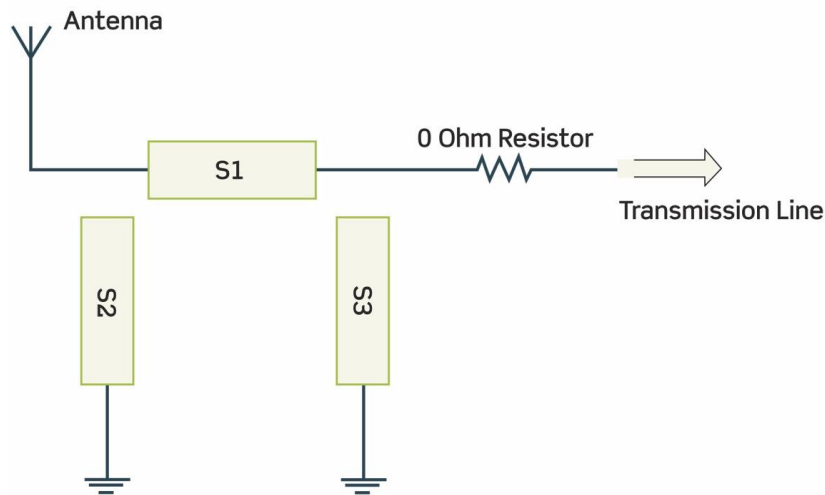 Antenna
0 Ohm Resistor
S1
Transmission Line
S2
S3